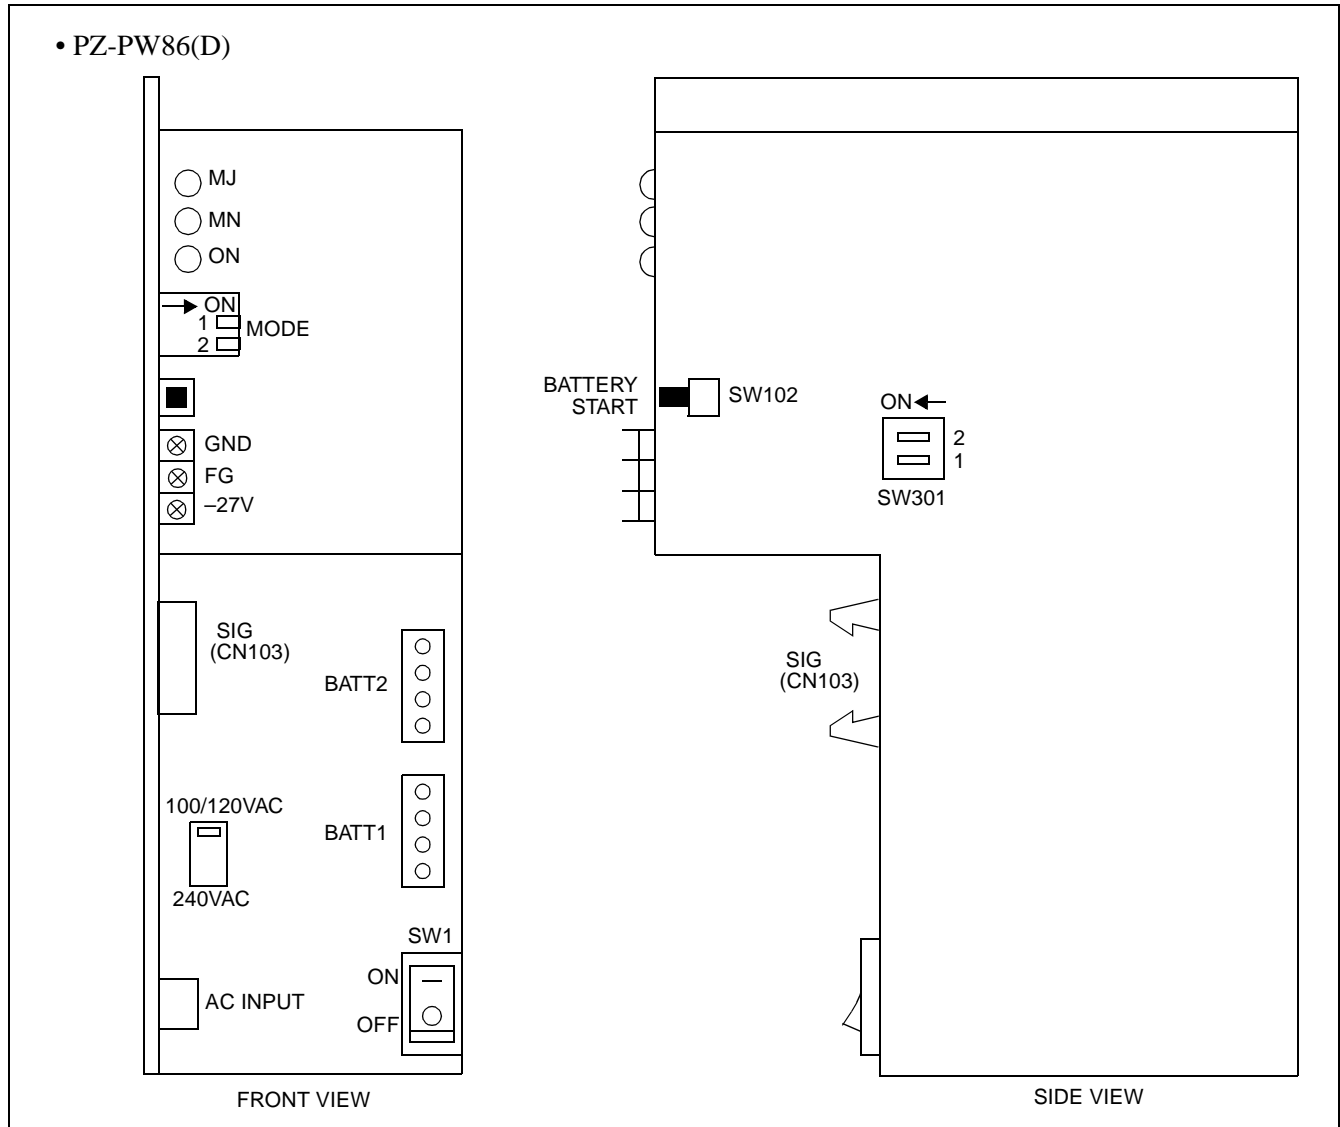 • PZ-PW86(D)
MJ
MN
ON
ON
1
MODE
2
GND
FG
–27V
SIG
(CN103)
BATT2
100/120VAC
BATT1
240VAC
SW1
ON
AC INPUT
OFF
FRONT VIEW
BATTERY
START
SW102
ON
2
1
SW301
SIG
(CN103)
SIDE VIEW